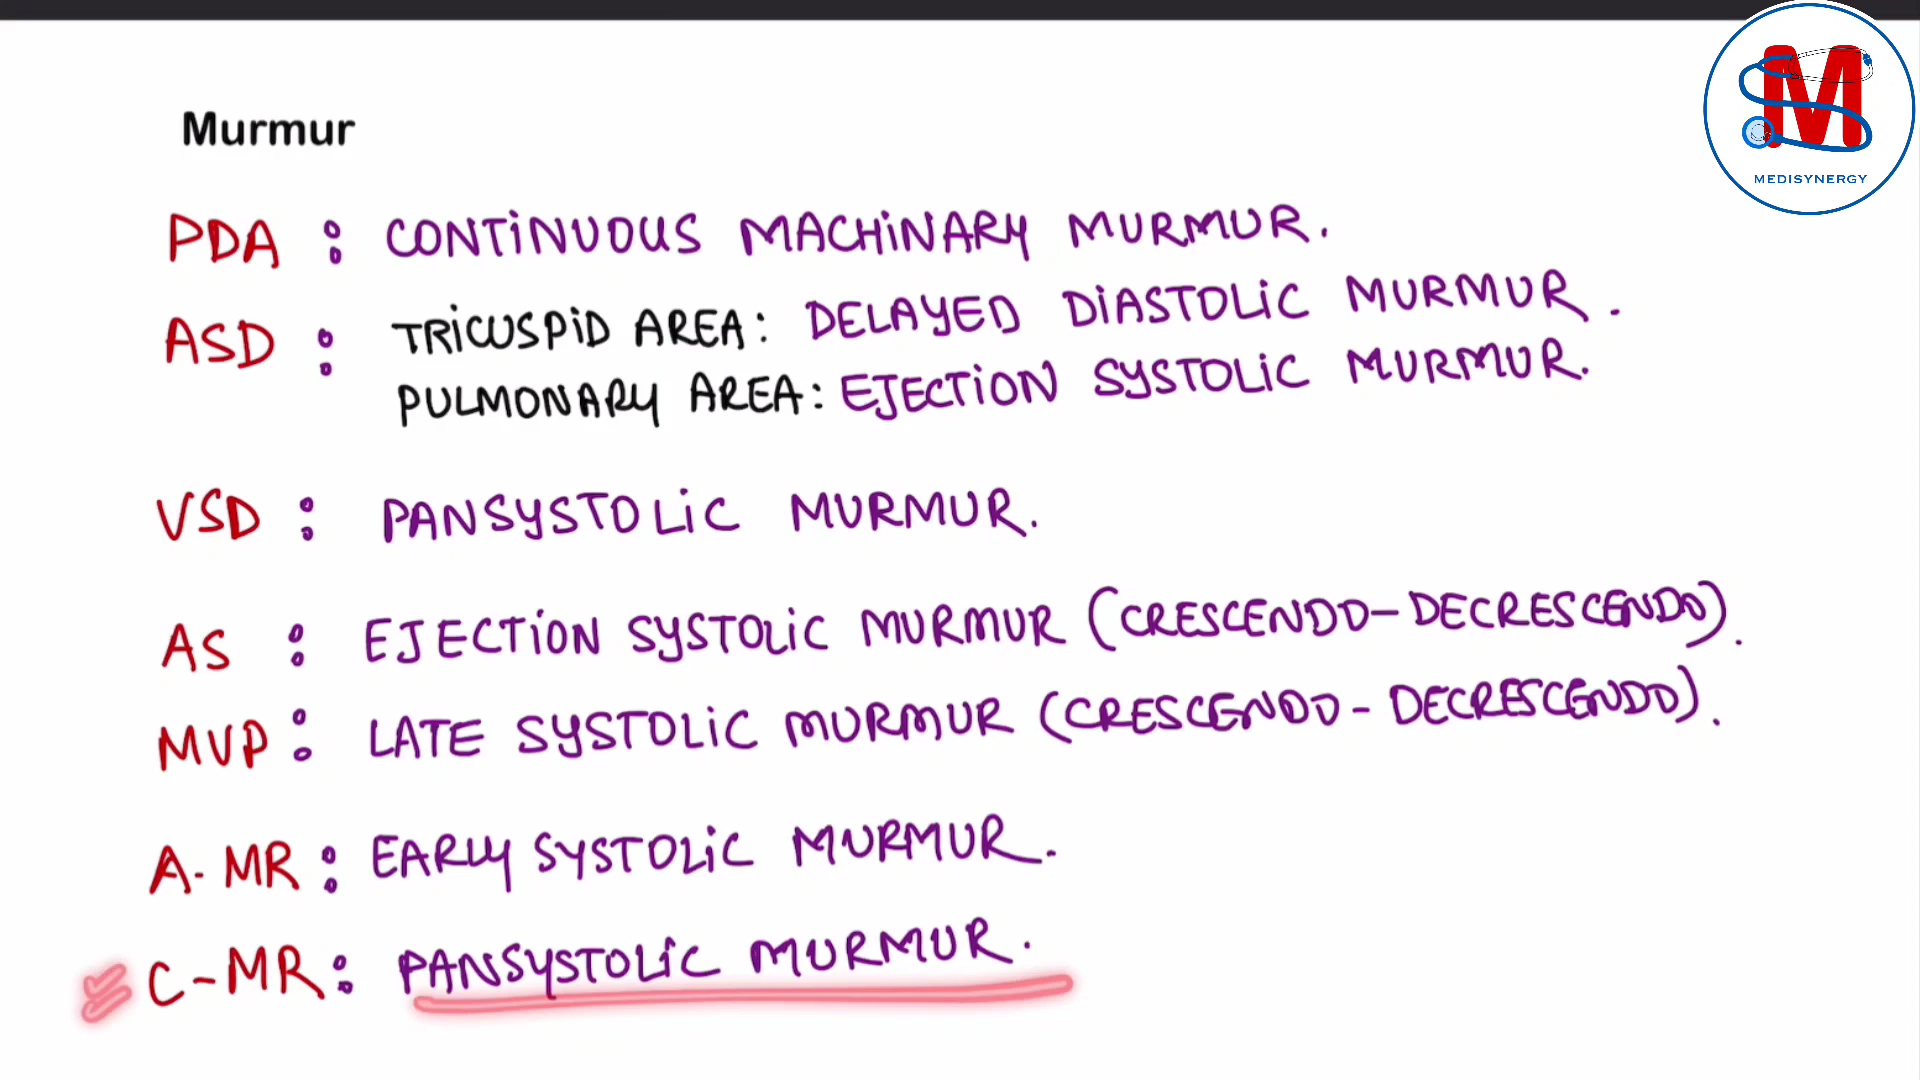 M
MEDISYNERGY
Murmur
PDA : CONTINUOUS MACHINARY MURMUR.
ASD : TRICUSPID AREA: DELAYED DIASTOLIC MURMUR.
PULMONARY AREA: EJECTION SYSTOLIC MURMUR.
VSD : PANSYSTOLIC MURMUR.
AS : EJECTION SYSTOLIC MURMUR (CRESCENDO-DECRESCENDO).
MVP : LATE SYSTOLIC MURMUR (CRESCENDO-DECRESCENDO).
A-MR : EARLY SYSTOLIC MURMUR.
C-MR : PANSYSTOLIC MURMUR.